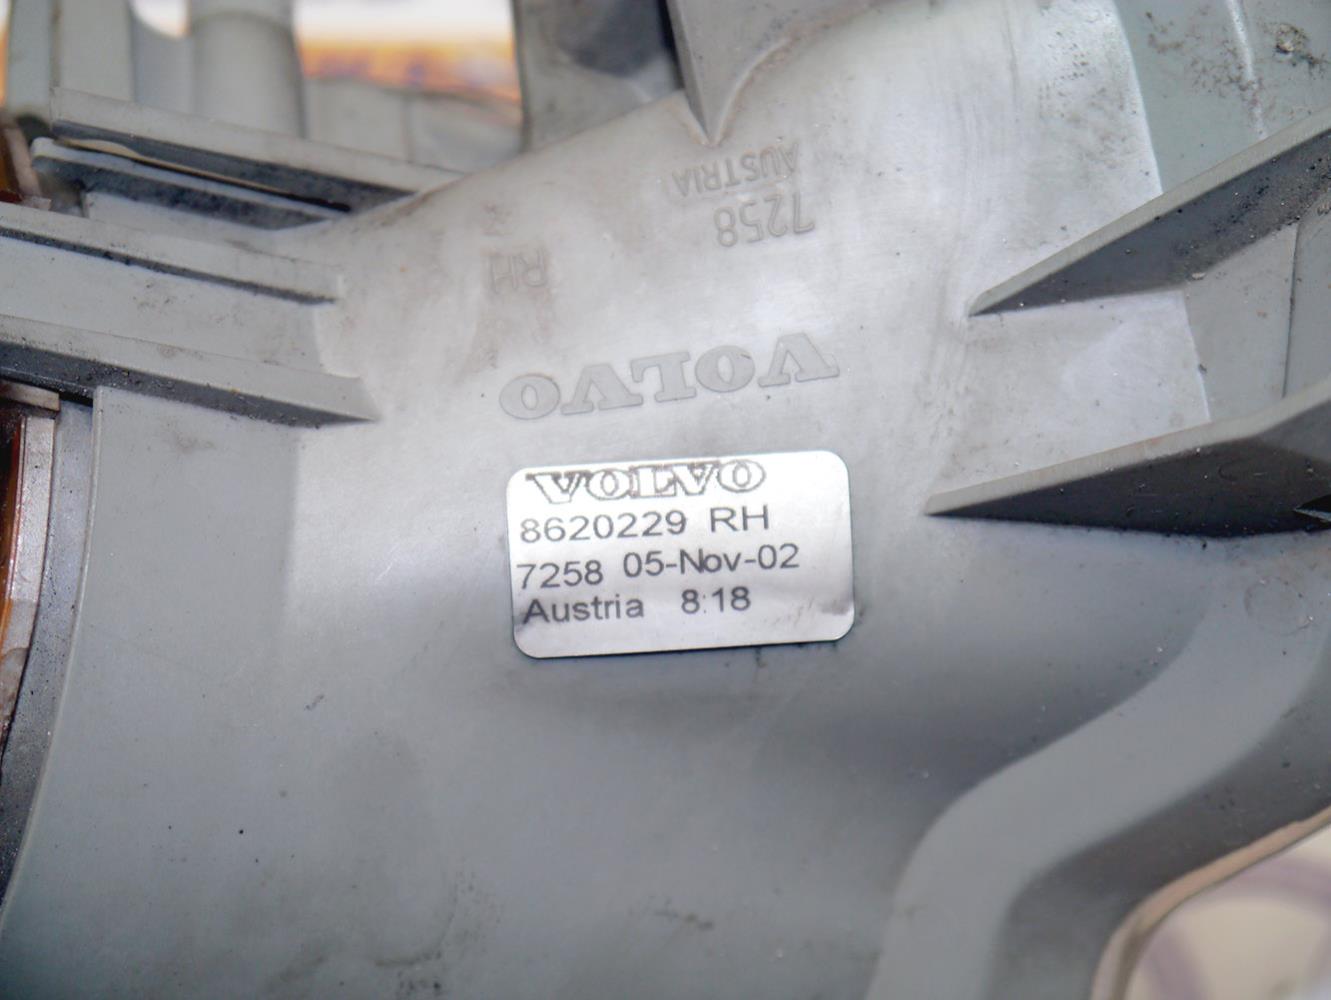 AUSTRIA
7258
RH
VOLVO
VOLVO
8620229 RH
7258 05-Nov-02
Austria 8:18